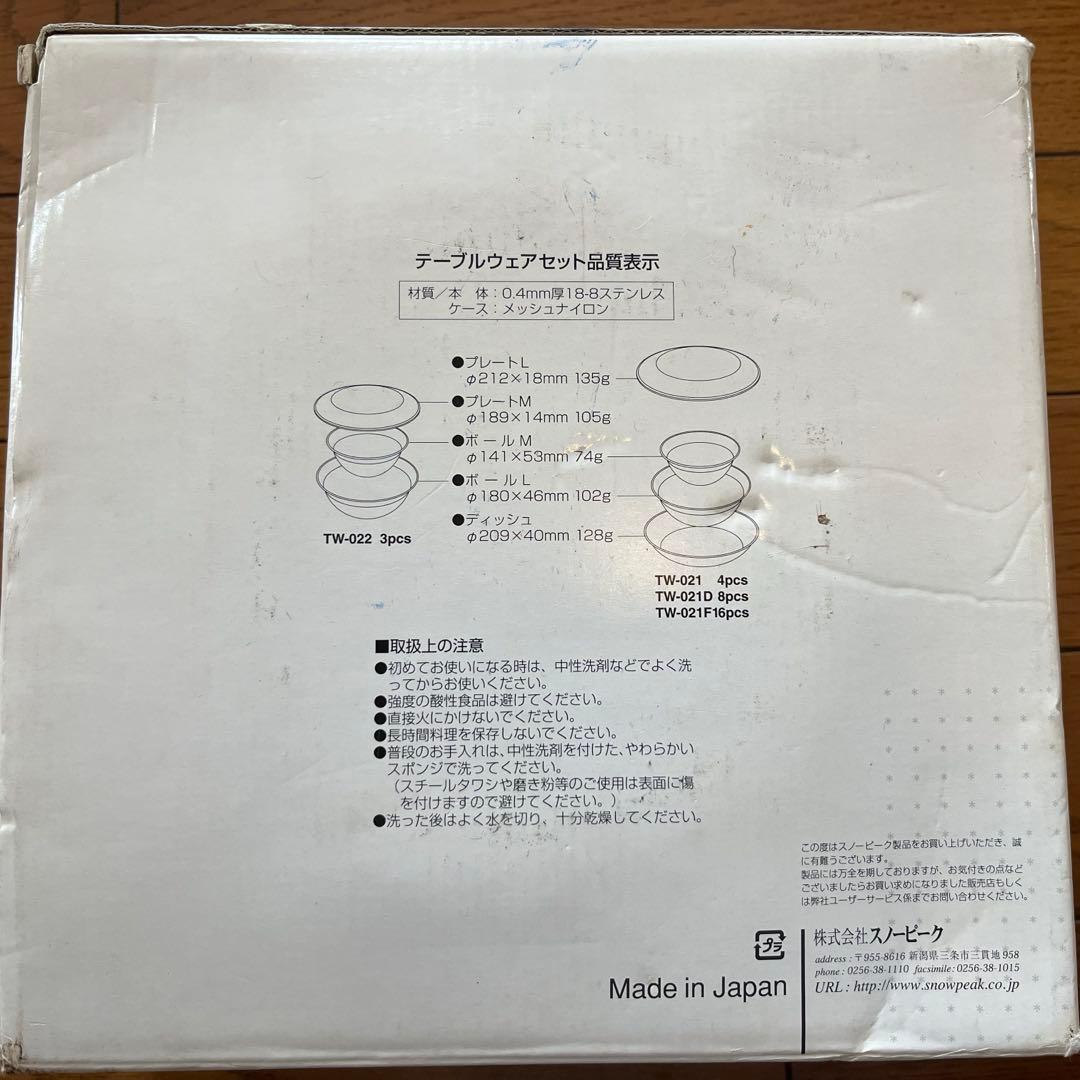 テーブルウェアセット品質表示
材質／本　体：0.4mm厚18-8ステンレス
ケース：メッシュナイロン
●プレートL
φ212×18mm 135g
●プレートM
φ189×14mm 105g
●ボールM
φ141×53mm 74g
●ボールL
φ180×46mm 102g
●ディッシュ
φ209×40mm 128g
TW-022 3pcs
TW-021 4pcs
TW-021D 8pcs
TW-021F16pcs
■取扱上の注意
●初めてお使いになる時は、中性洗剤などでよく洗
ってからお使いください。
●強度の酸性食品は避けてください。
●直接火にかけないでください。
●長時間料理を保存しないでください。
●普段のお手入れは、中性洗剤を付けた、やわらかい
スポンジで洗ってください。
（スチールタワシや磨き粉等のご使用は表面に傷
を付けますので避けてください。）
●洗った後はよく水を切り、十分乾燥してください。
この度はスノーピーク製品をお買い上げいただき、誠
に有難うございます。
製品には万全を期しておりますが、お気付きの点など
ございましたらお買い求めになりました販売店もしく
は弊社ユーザーサービス係までお問い合わせください。
プラ
Made in Japan
株式会社スノーピーク
address : 〒955-8616 新潟県三条市三貫地 958
phone : 0256-38-1110 facsimile : 0256-38-1015
URL : http://www.snowpeak.co.jp